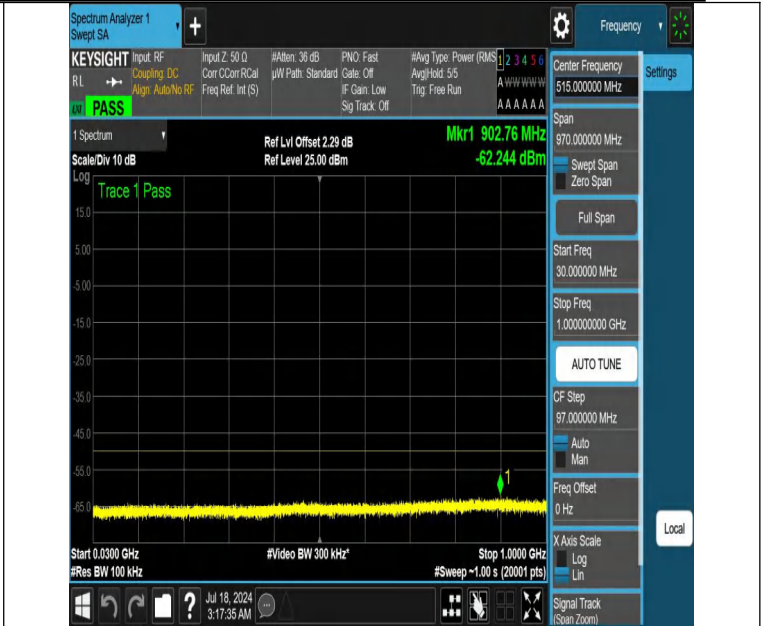 Spectrum Analyzer 1
Swept SA
+
Frequency
KEYSIGHT
RL
LXI
PASS
Input: RF
Coupling: DC
Align: Auto/No RF
Input Z: 50 Ω
Corr CCorr RCal
Freq Ref: Int (S)
#Atten: 36 dB
µW Path: Standard
PNO: Fast
Gate: Off
IF Gain: Low
Sig Track: Off
#Avg Type: Power (RMS
Avg|Hold: 5/5
Trig: Free Run
1 2 3 4 5 6
A W W W W W
A A A A A A
1 Spectrum
Scale/Div 10 dB
Ref Lvl Offset 2.29 dB
Ref Level 25.00 dBm
Mkr1 902.76 MHz
-62.244 dBm
Log
Trace 1 Pass
15.0
5.00
-5.00
-15.0
-25.0
-35.0
-45.0
-55.0
-65.0
1
Start 0.0300 GHz
#Res BW 100 kHz
#Video BW 300 kHz*
Stop 1.0000 GHz
#Sweep ~1.00 s (20001 pts)
Center Frequency
515.000000 MHz
Settings
Span
970.000000 MHz
Swept Span
Zero Span
Full Span
Start Freq
30.000000 MHz
Stop Freq
1.000000000 GHz
AUTO TUNE
CF Step
97.000000 MHz
Auto
Man
Freq Offset
0 Hz
X Axis Scale
Log
Lin
Local
Signal Track
(Span Zoom)
?
Jul 18, 2024
3:17:35 AM